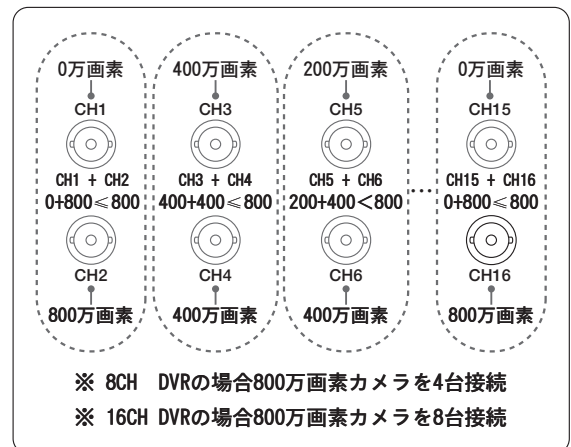 0万画素 400万画素 200万画素 0万画素
CH1 CH3 CH5 CH15
CH1 + CH2 CH3 + CH4 CH5 + CH6 CH15 + CH16
0+800≤800 400+400≤800 200+400<800 ... 0+800≤800
CH2 CH4 CH6 CH16
800万画素 400万画素 400万画素 800万画素
※ 8CH DVRの場合800万画素カメラを4台接続
※ 16CH DVRの場合800万画素カメラを8台接続